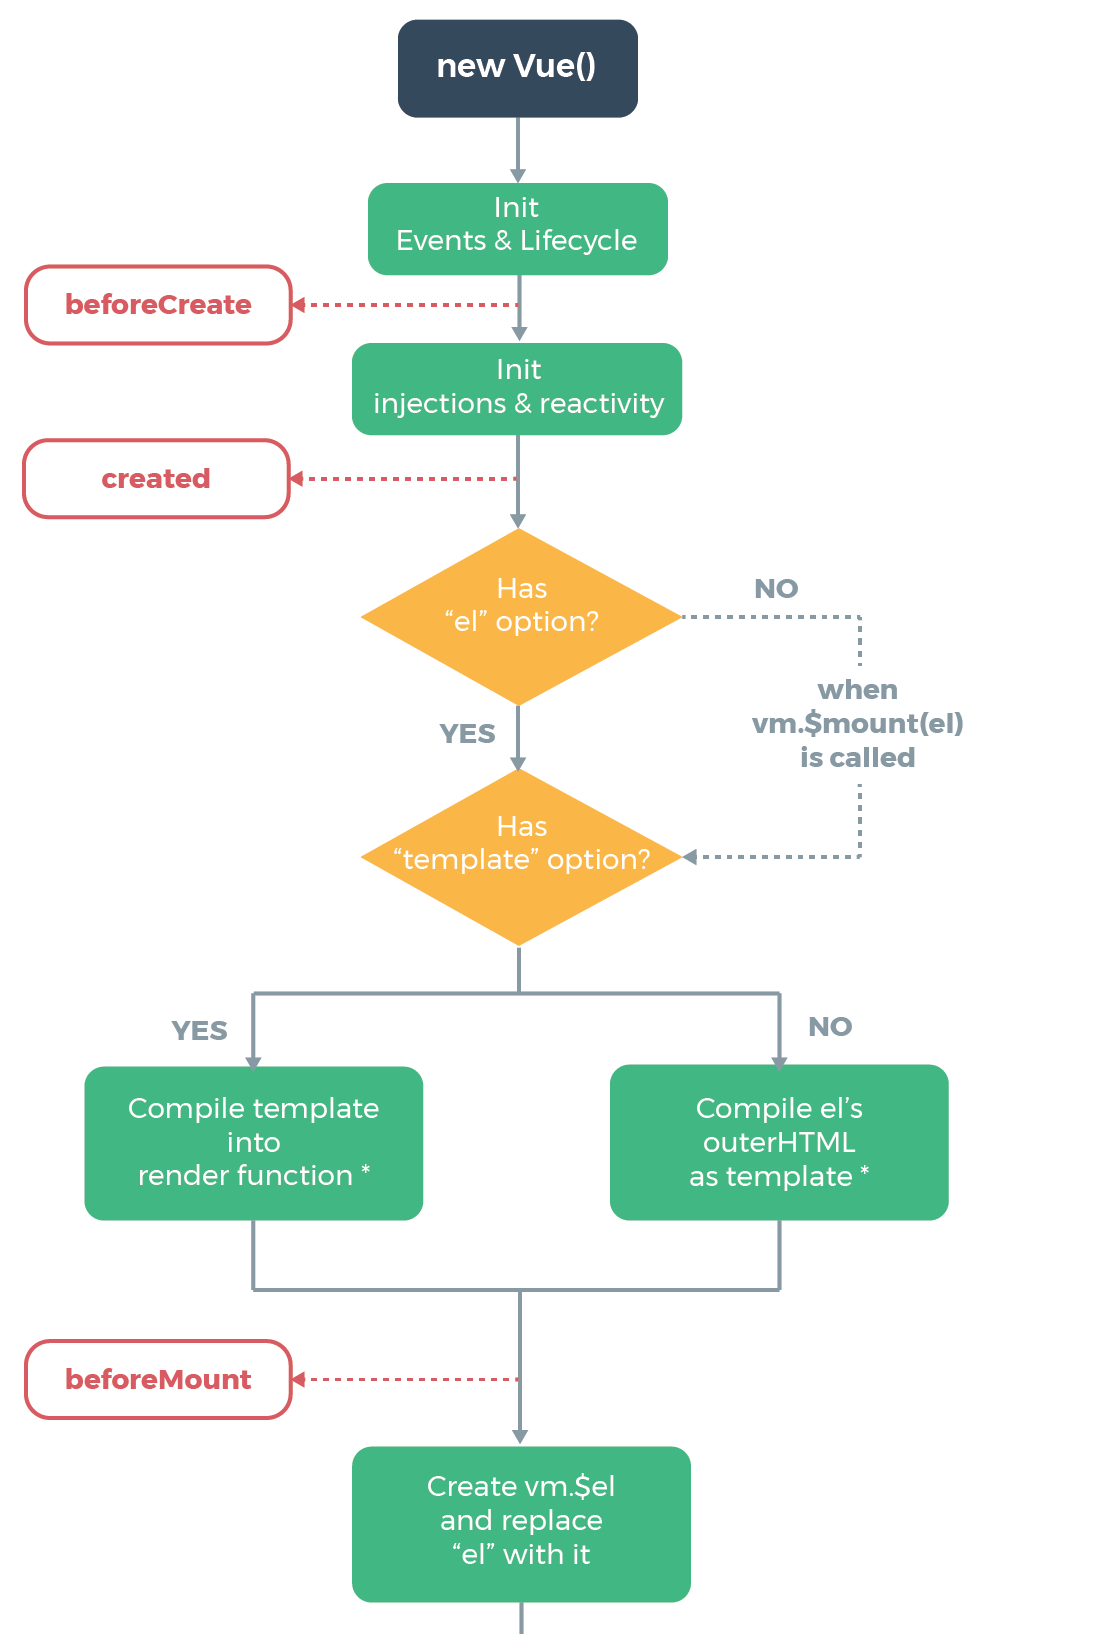 new Vue()
Init
Events & Lifecycle
beforeCreate
Init
injections & reactivity
created
Has
“el” option?
NO
when
vm.$mount(el)
is called
YES
Has
“template” option?
YES
NO
Compile template
into
render function *
Compile el’s
outerHTML
as template *
beforeMount
Create vm.$el
and replace
“el” with it